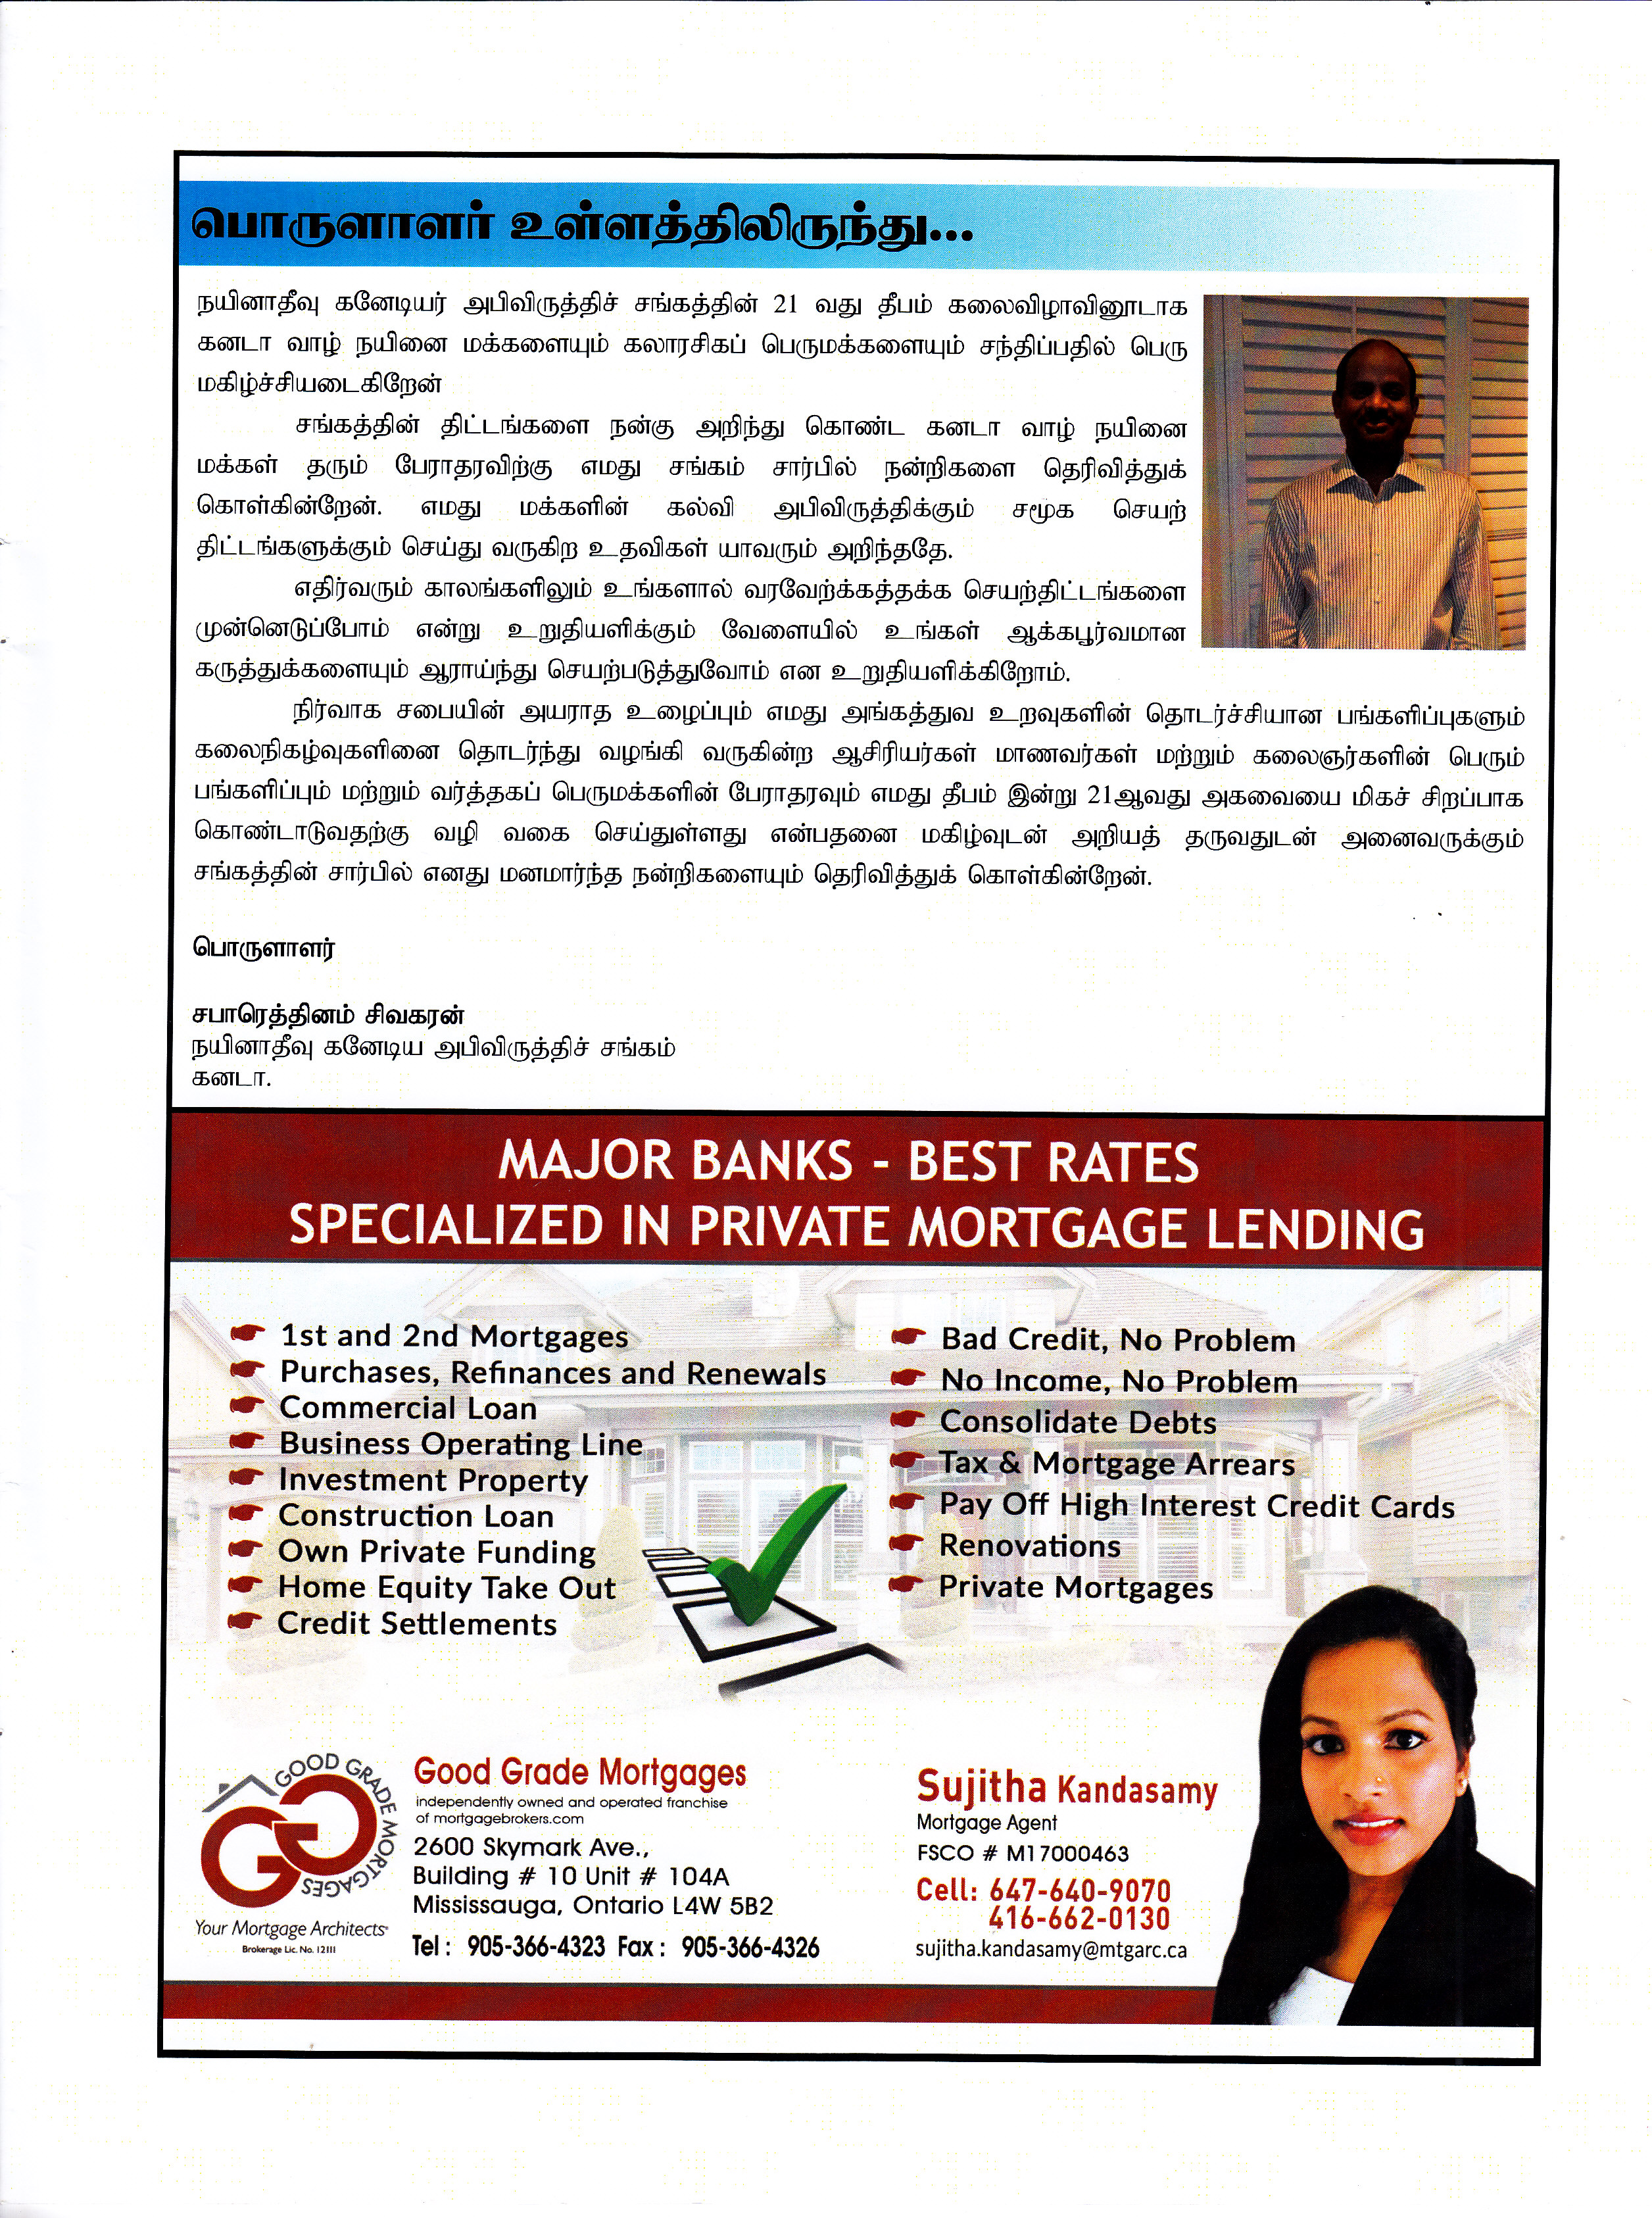 பொருளாளர் உள்ளத்திலிருந்து...
நயினாதீவு கனேடியர் அபிவிருத்திச் சங்கத்தின் 21 வது தீபம் கலைவிழாவினூடாக
கனடா வாழ் நயினை மக்களையும் கலாரசிகப் பெருமக்களையும் சந்திப்பதில் பெரு
மகிழ்ச்சியடைகிறேன்
சங்கத்தின் திட்டங்களை நன்கு அறிந்து கொண்ட கனடா வாழ் நயினை
மக்கள் தரும் பேராதரவிற்கு எமது சங்கம் சார்பில் நன்றிகளை தெரிவித்துக்
கொள்கின்றேன். எமது மக்களின் கல்வி அபிவிருத்திக்கும் சமூக செயற்
திட்டங்களுக்கும் செய்து வருகிற உதவிகள் யாவரும் அறிந்ததே.
எதிர்வரும் காலங்களிலும் உங்களால் வரவேற்க்கத்தக்க செயற்திட்டங்களை
முன்னெடுப்போம் என்று உறுதியளிக்கும் வேளையில் உங்கள் ஆக்கபூர்வமான
கருத்துக்களையும் ஆராய்ந்து செயற்படுத்துவோம் என உறுதியளிக்கிறோம்.
நிர்வாக சபையின் அயராத உழைப்பும் எமது அங்கத்துவ உறவுகளின் தொடர்ச்சியான பங்களிப்புகளும்
கலைநிகழ்வுகளினை தொடர்ந்து வழங்கி வருகின்ற ஆசிரியர்கள் மாணவர்கள் மற்றும் கலைஞர்களின் பெரும்
பங்களிப்பும் மற்றும் வர்த்தகப் பெருமக்களின் பேராதரவும் எமது தீபம் இன்று 21ஆவது அகவையை மிகச் சிறப்பாக
கொண்டாடுவதற்கு வழி வகை செய்துள்ளது என்பதனை மகிழ்வுடன் அறியத் தருவதுடன் அனைவருக்கும்
சங்கத்தின் சார்பில் எனது மனமார்ந்த நன்றிகளையும் தெரிவித்துக் கொள்கின்றேன்.
பொருளாளர்
சபாரெத்தினம் சிவகரன்
நயினாதீவு கனேடிய அபிவிருத்திச் சங்கம்
கனடா.
MAJOR BANKS - BEST RATES
SPECIALIZED IN PRIVATE MORTGAGE LENDING
1st and 2nd Mortgages
Purchases, Refinances and Renewals
Commercial Loan
Business Operating Line
Investment Property
Construction Loan
Own Private Funding
Home Equity Take Out
Credit Settlements
Bad Credit, No Problem
No Income, No Problem
Consolidate Debts
Tax & Mortgage Arrears
Pay Off High Interest Credit Cards
Renovations
Private Mortgages
GOOD GRADE MORTGAGES
Your Mortgage Architects
Brokerage Lic. No. 12111
Good Grade Mortgages
independently owned and operated franchise
of mortgagebrokers.com
2600 Skymark Ave.,
Building # 10 Unit # 104A
Mississauga, Ontario L4W 5B2
Tel : 905-366-4323 Fax : 905-366-4326
Sujitha Kandasamy
Mortgage Agent
FSCO # M17000463
Cell: 647-640-9070
416-662-0130
sujitha.kandasamy@mtgarc.ca